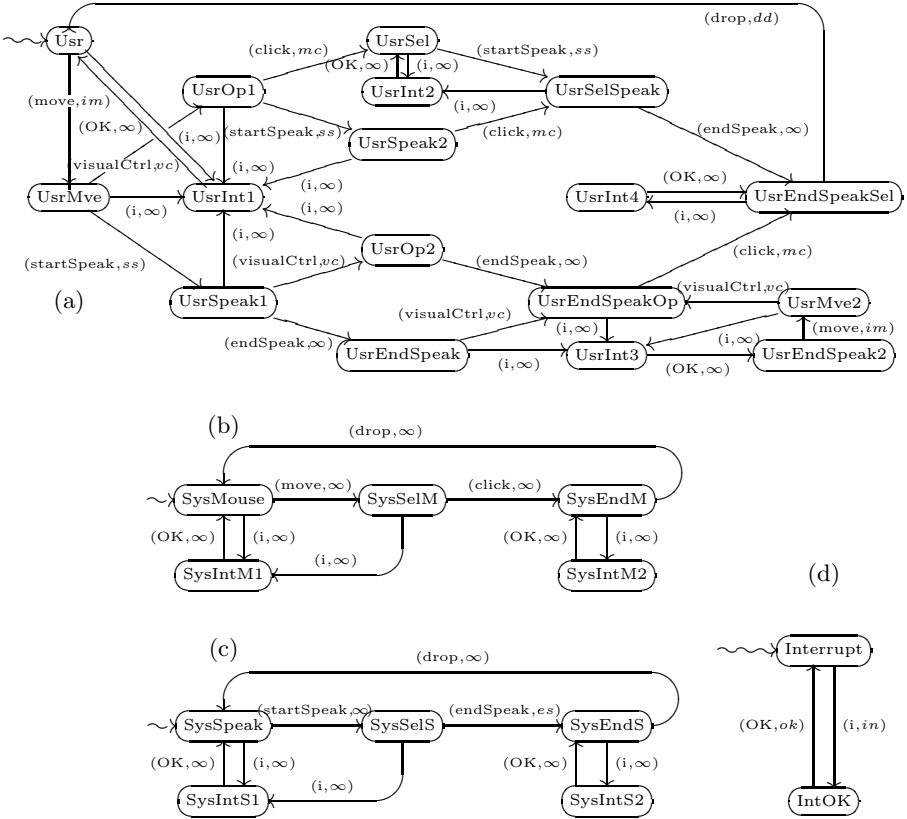 (drop,dd)
Usr
UsrSel
(click,mc)
(startSpeak,ss)
(OK,∞)
(i,∞)
UsrOp1
UsrInt2
UsrSelSpeak
(move,im)
(i,∞)
(OK,∞)
(i,∞)
(startSpeak,ss)
(click,mc)
(endSpeak,∞)
UsrSpeak2
(visualCtrl,vc)
(i,∞)
(i,∞)
(OK,∞)
UsrMve
UsrInt1
UsrInt4
UsrEndSpeakSel
(i,∞)
(i,∞)
(i,∞)
(i,∞)
UsrOp2
(click,mc)
(startSpeak,ss)
(visualCtrl,vc)
(endSpeak,∞)
(visualCtrl,vc)
(a)
UsrSpeak1
UsrEndSpeakOp
UsrMve2
(visualCtrl,vc)
(i,∞)
(move,im)
(endSpeak,∞)
(i,∞)
UsrEndSpeak
UsrInt3
UsrEndSpeak2
(i,∞)
(OK,∞)
(b)
(drop,∞)
SysMouse
(move,∞)
SysSelM
(click,∞)
SysEndM
(OK,∞)
(i,∞)
(OK,∞)
(i,∞)
(i,∞)
SysIntM1
SysIntM2
(d)
(c)
(drop,∞)
Interrupt
SysSpeak
(startSpeak,∞)
SysSelS
(endSpeak,es)
SysEndS
(OK,ok)
(i,in)
(OK,∞)
(i,∞)
(OK,∞)
(i,∞)
(i,∞)
SysIntS1
SysIntS2
IntOK